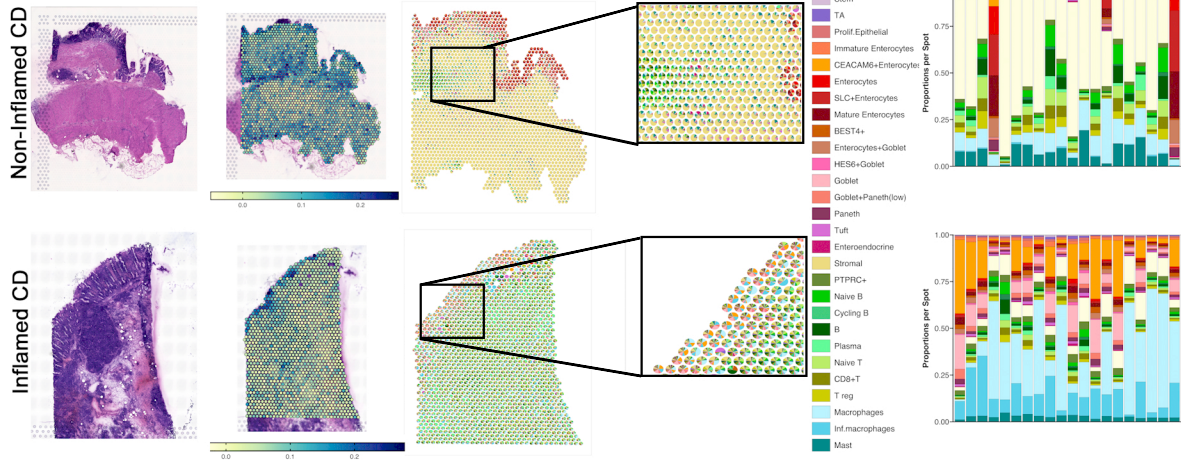 Non-Inflamed CD
0.0
0.1
0.2
TA
Prolif.Epithelial
Immature Enterocytes
CEACAM6+Enterocytes
Enterocytes
SLC+Enterocytes
Mature Enterocytes
BEST4+
Enterocytes+Goblet
HES6+Goblet
Goblet
Goblet+Paneth(low)
Paneth
Tuft
Enteroendocrine
Stromal
PTPRC+
Naive B
Cycling B
B
Plasma
Naive T
CD8+T
T reg
Macrophages
Inf.macrophages
Mast
Proportions per Spot
0.75
0.50
0.25
0.00
Inflamed CD
0.0
0.1
0.2
Proportions per Spot
1.00
0.75
0.50
0.25
0.00